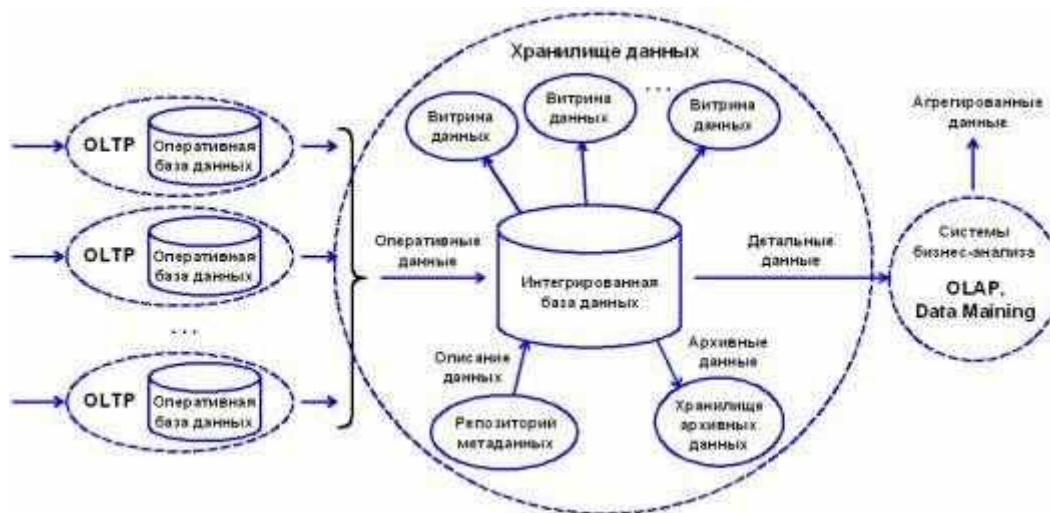 Хранилище данных
Витрина
данных
Витрина
данных
...
Витрина
данных
OLTP
Оперативная
база данных
OLTP
Оперативная
база данных
...
OLTP
Оперативная
база данных
Оперативные
данные
Интегрированная
база данных
Описание
данных
Репозиторий
метаданных
Архивные
данные
Хранилище
архивных
данных
Детальные
данные
Агрегированные
данные
Системы
бизнес-анализа
OLAP,
Data Maining